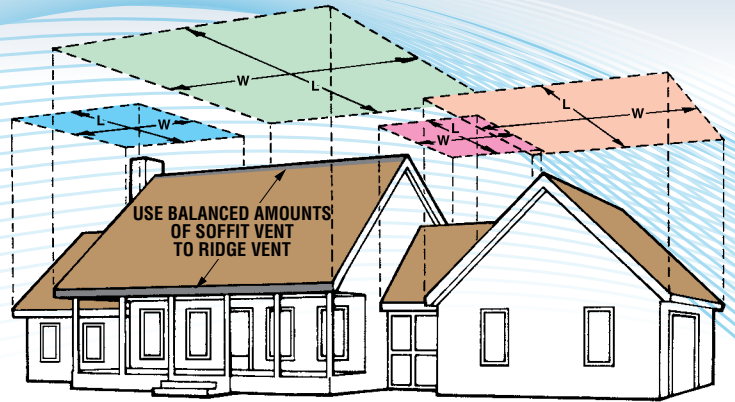 W
L
L
W
L
W
L
W
USE BALANCED AMOUNTS
OF SOFFIT VENT
TO RIDGE VENT